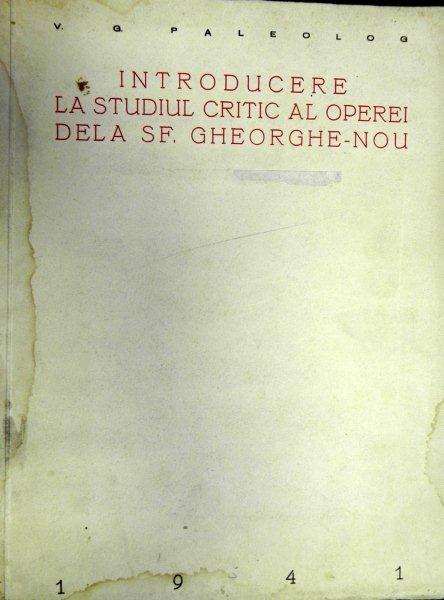 V. G. PALEOLOG
INTRODUCERE
LA STUDIUL CRITIC AL OPEREI
DELA SF. GHEORGHE-NOU
1941